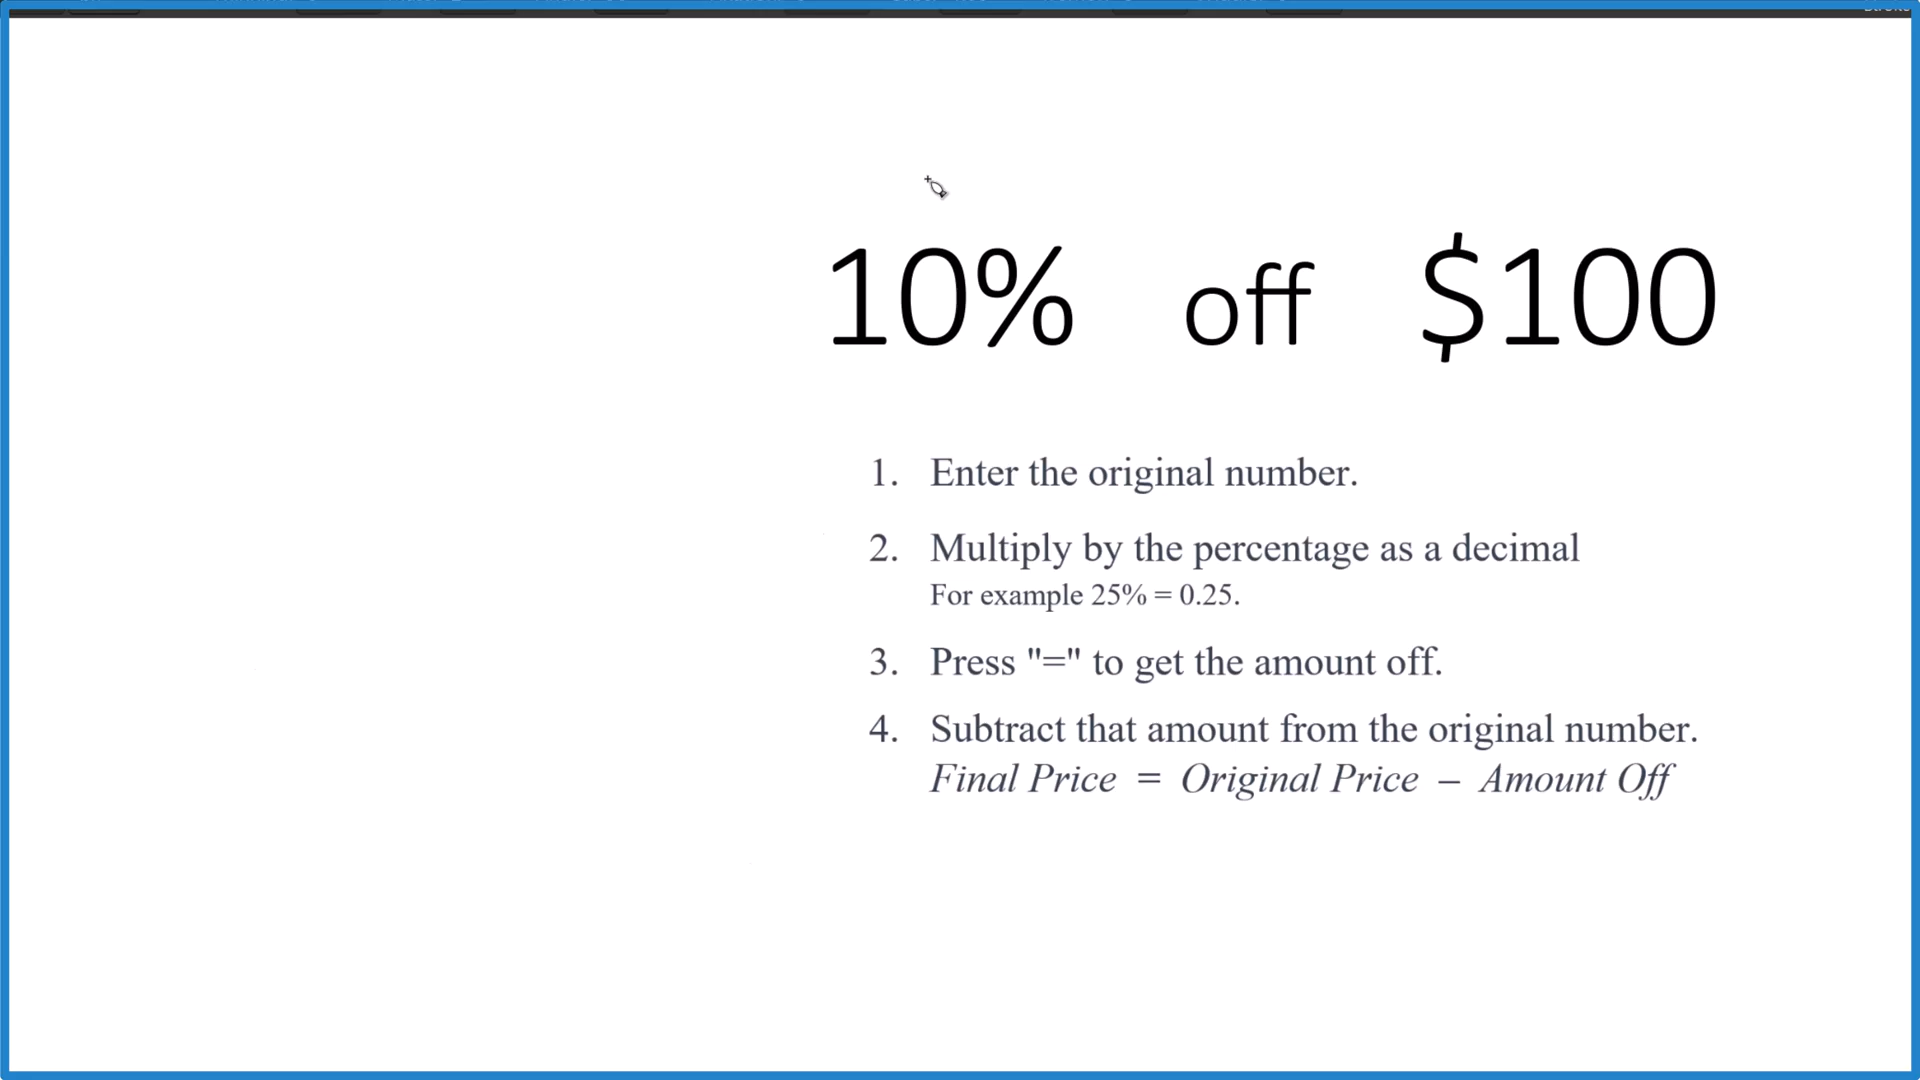 10% off $100
1. Enter the original number.
2. Multiply by the percentage as a decimal
For example 25% = 0.25.
3. Press "=" to get the amount off.
4. Subtract that amount from the original number.
Final Price = Original Price – Amount Off